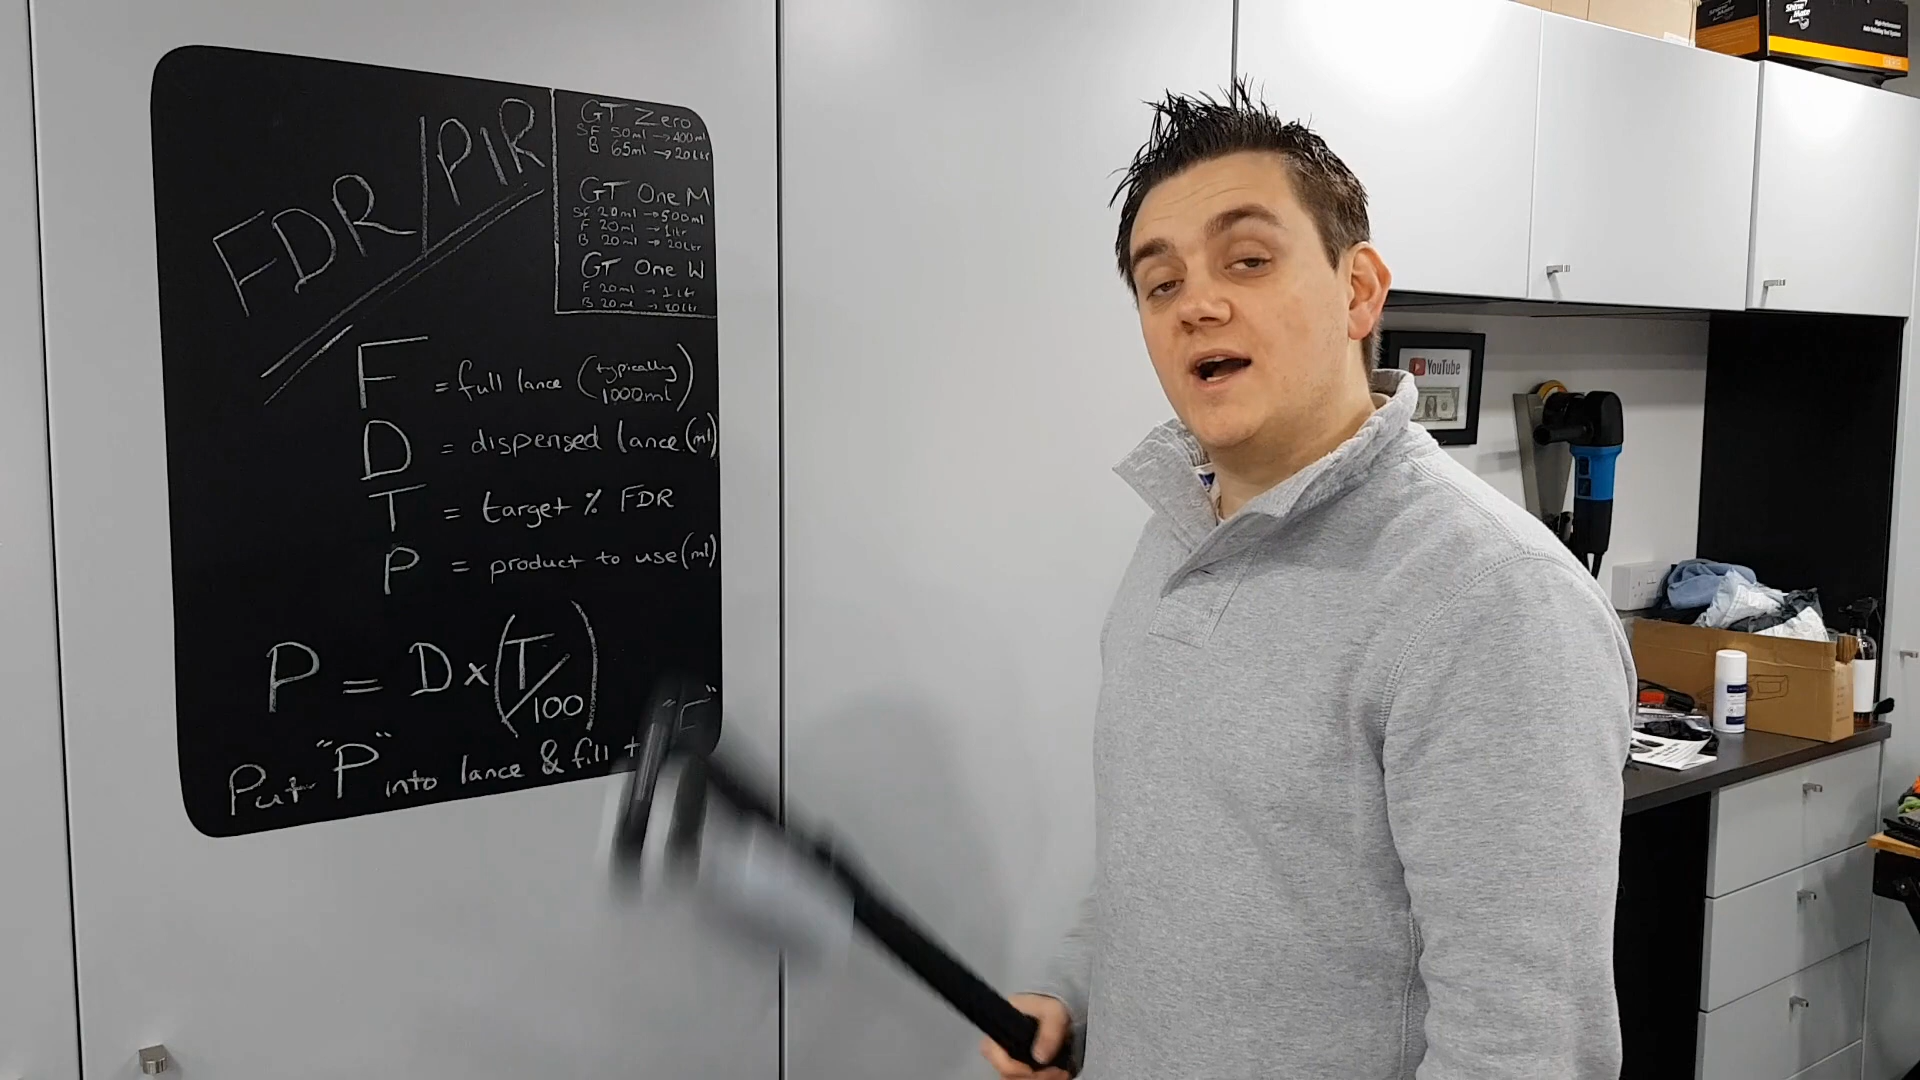 FDR/PIR
GT Zero
SF 50ml → 400ml
B 65ml → 20Ltr
GT One M
SF 20ml → 500ml
F 20ml → 1Ltr
B 20ml → 20Ltr
GT One W
F 20ml → 1Ltr
B 20ml → 20Ltr
F = full lance (typically 1000ml)
D = dispensed lance (ml)
T = target % FDR
P = product to use (ml)
P = D x (T/100)
Put "P" into lance & fill
YouTube
Shine Mate